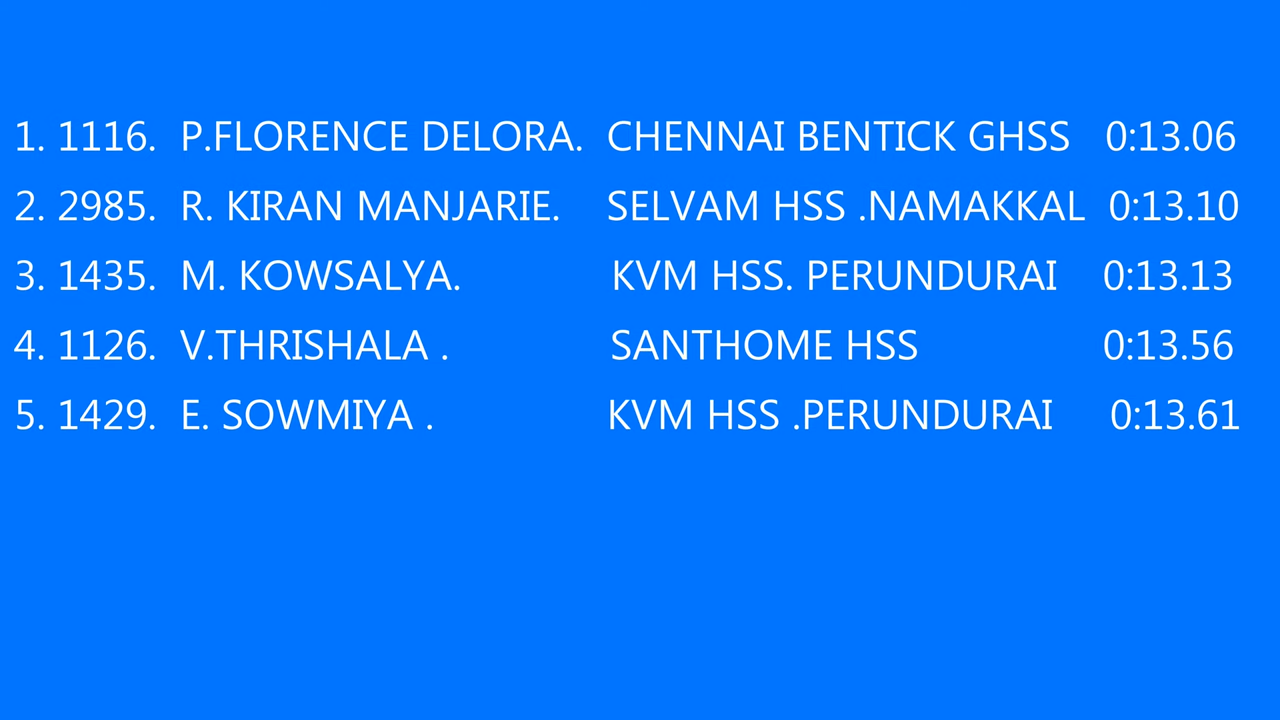 1. 1116. P.FLORENCE DELORA. CHENNAI BENTICK GHSS 0:13.06
2. 2985. R. KIRAN MANJARIE. SELVAM HSS .NAMAKKAL 0:13.10
3. 1435. M. KOWSALYA. KVM HSS. PERUNDURAI 0:13.13
4. 1126. V.THRISHALA . SANTHOME HSS 0:13.56
5. 1429. E. SOWMIYA . KVM HSS .PERUNDURAI 0:13.61